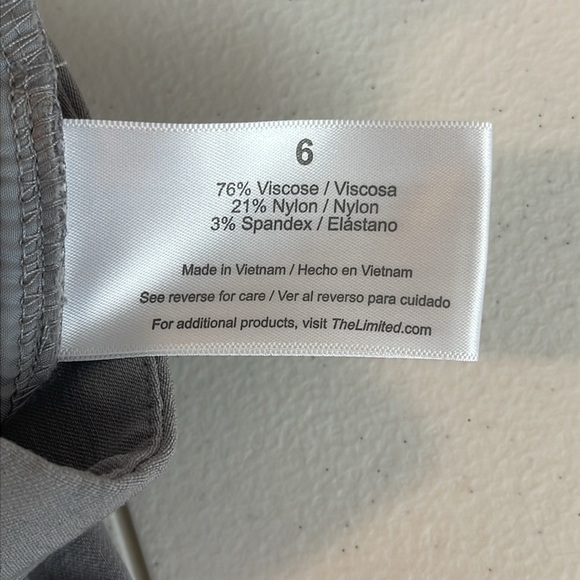 6
76% Viscose / Viscosa
21% Nylon / Nylon
3% Spandex / Elástano
Made in Vietnam / Hecho en Vietnam
See reverse for care / Ver al reverso para cuidado
For additional products, visit TheLimited.com